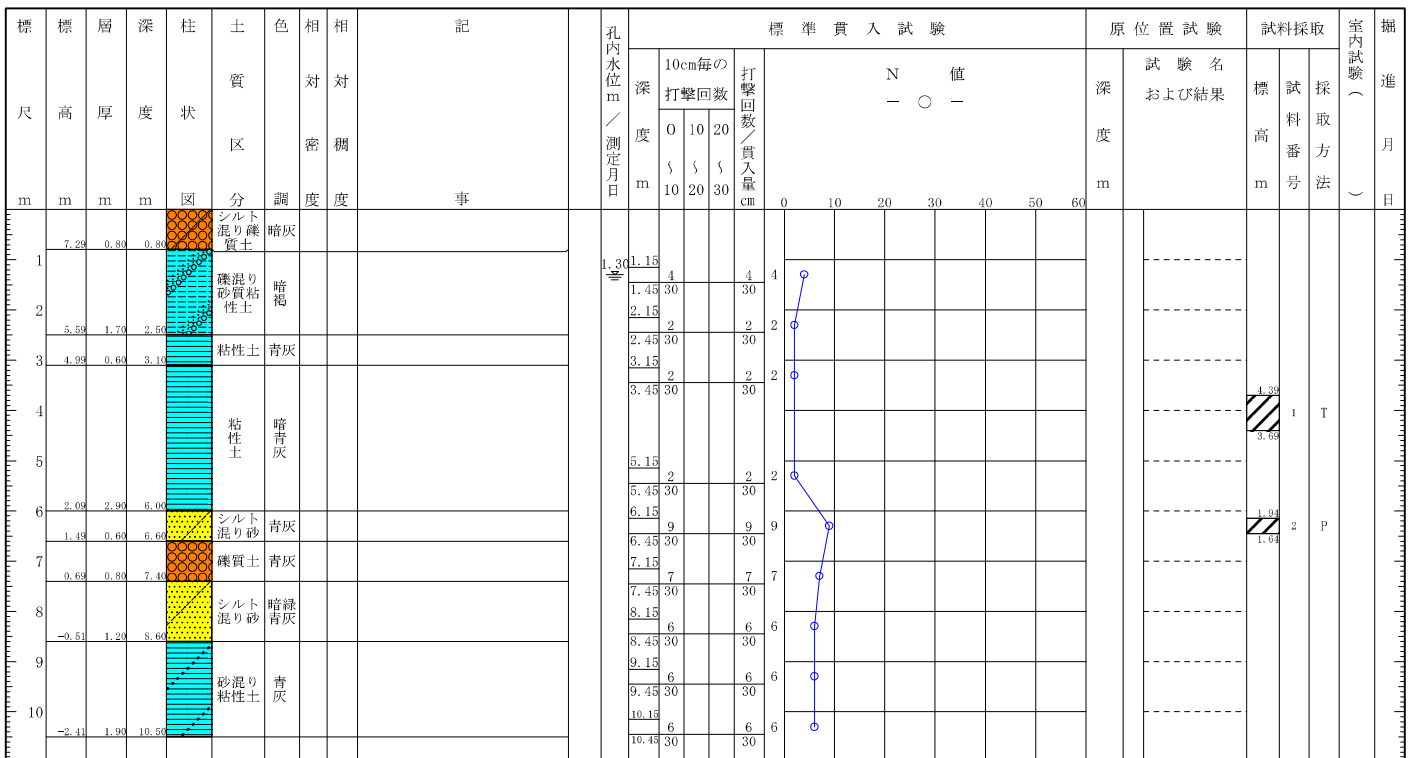 標尺m 標高m 層厚m 深度m 柱状図 土質区分 色調 相対密度 相対稠度 記事 孔内水位m/測定月日 標準貫入試験 原位置試験 試料採取 室内試験( ) 掘進月日
深度m 10cm毎の打撃回数 打撃回数/貫入量cm N値 深度m 試験名および結果 標高m 試料番号 採取方法
0〜10 10〜20 20〜30 ─ ○ ─
0 10 20 30 40 50 60
7.29 0.80 0.80 シルト混り礫質土 暗灰
5.59 1.70 2.50 礫混り砂質粘性土 暗褐
4.99 0.60 3.10 粘性土 青灰
2.09 2.90 6.00 粘性土 暗青灰
1.49 0.60 6.60 シルト混り砂 青灰
0.69 0.80 7.40 礫質土 青灰
-0.51 1.20 8.60 シルト混り砂 暗緑青灰
-2.41 1.90 10.50 砂混り粘性土 青灰
1
2
3
4
5
6
7
8
9
10
1.30
1.15 4 4 4
1.45 30 30
2.15 2 2 2
2.45 30 30
3.15 2 2 2
3.45 30 30
5.15 2 2 2
5.45 30 30
6.15 9 9 9
6.45 30 30
7.15 7 7 7
7.45 30 30
8.15 6 6 6
8.45 30 30
9.15 6 6 6
9.45 30 30
10.15 6 6 6
10.45 30 30
4.39
1 T
3.69
1.94
2 P
1.64